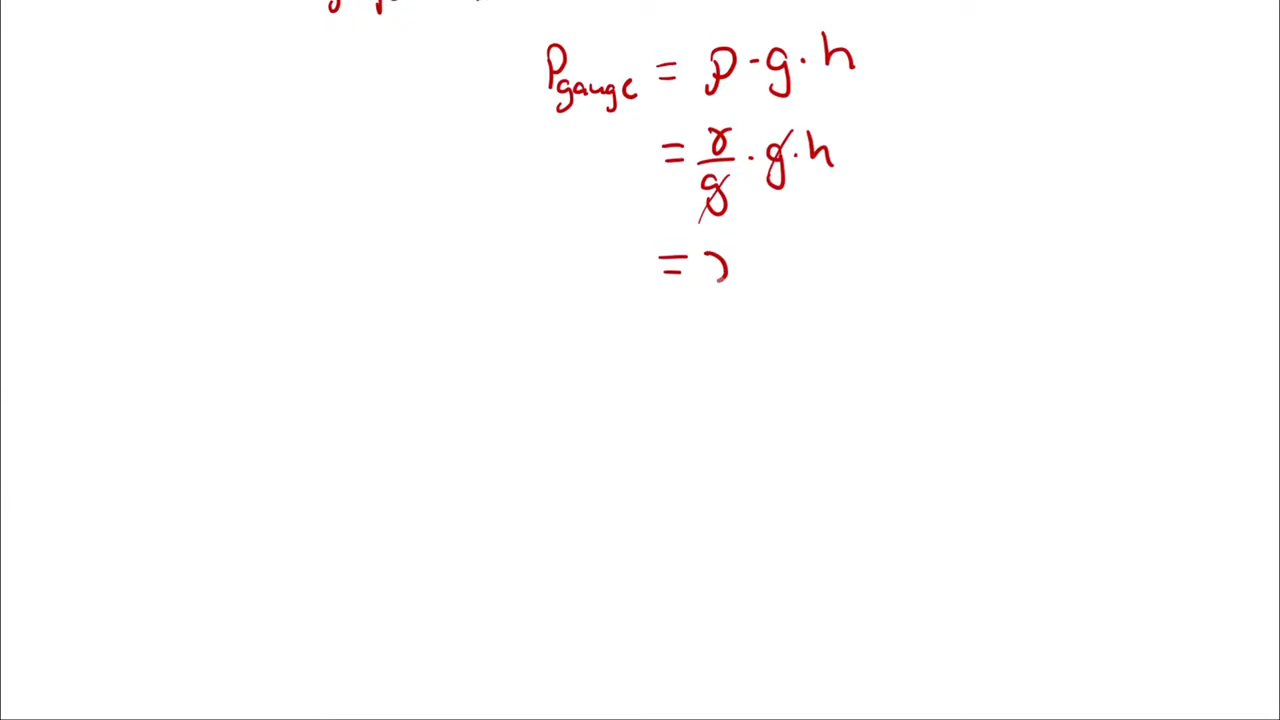 P_gauge = ρ · g · h
= γ/g · g · h
=